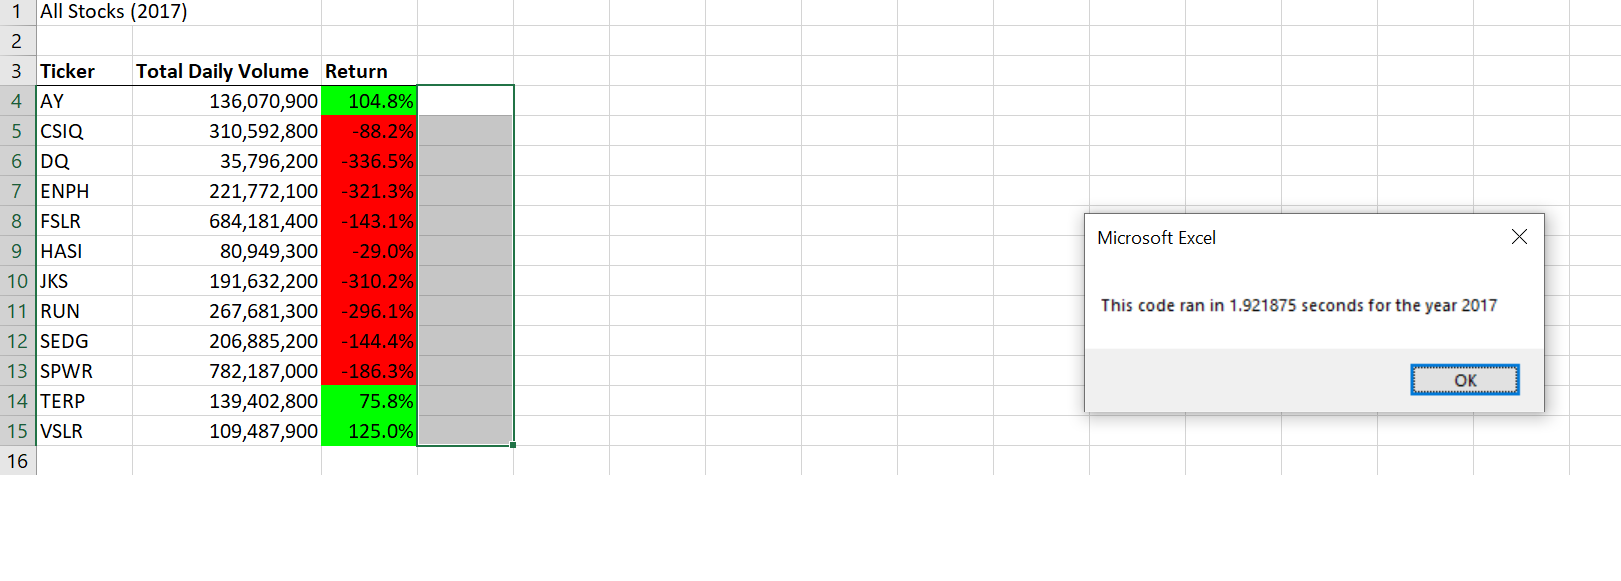 1 All Stocks (2017)
2
3 Ticker Total Daily Volume Return
4 AY 136,070,900 104.8%
5 CSIQ 310,592,800 -88.2%
6 DQ 35,796,200 -336.5%
7 ENPH 221,772,100 -321.3%
8 FSLR 684,181,400 -143.1%
9 HASI 80,949,300 -29.0%
10 JKS 191,632,200 -310.2%
11 RUN 267,681,300 -296.1%
12 SEDG 206,885,200 -144.4%
13 SPWR 782,187,000 -186.3%
14 TERP 139,402,800 75.8%
15 VSLR 109,487,900 125.0%
16
Microsoft Excel
This code ran in 1.921875 seconds for the year 2017
OK